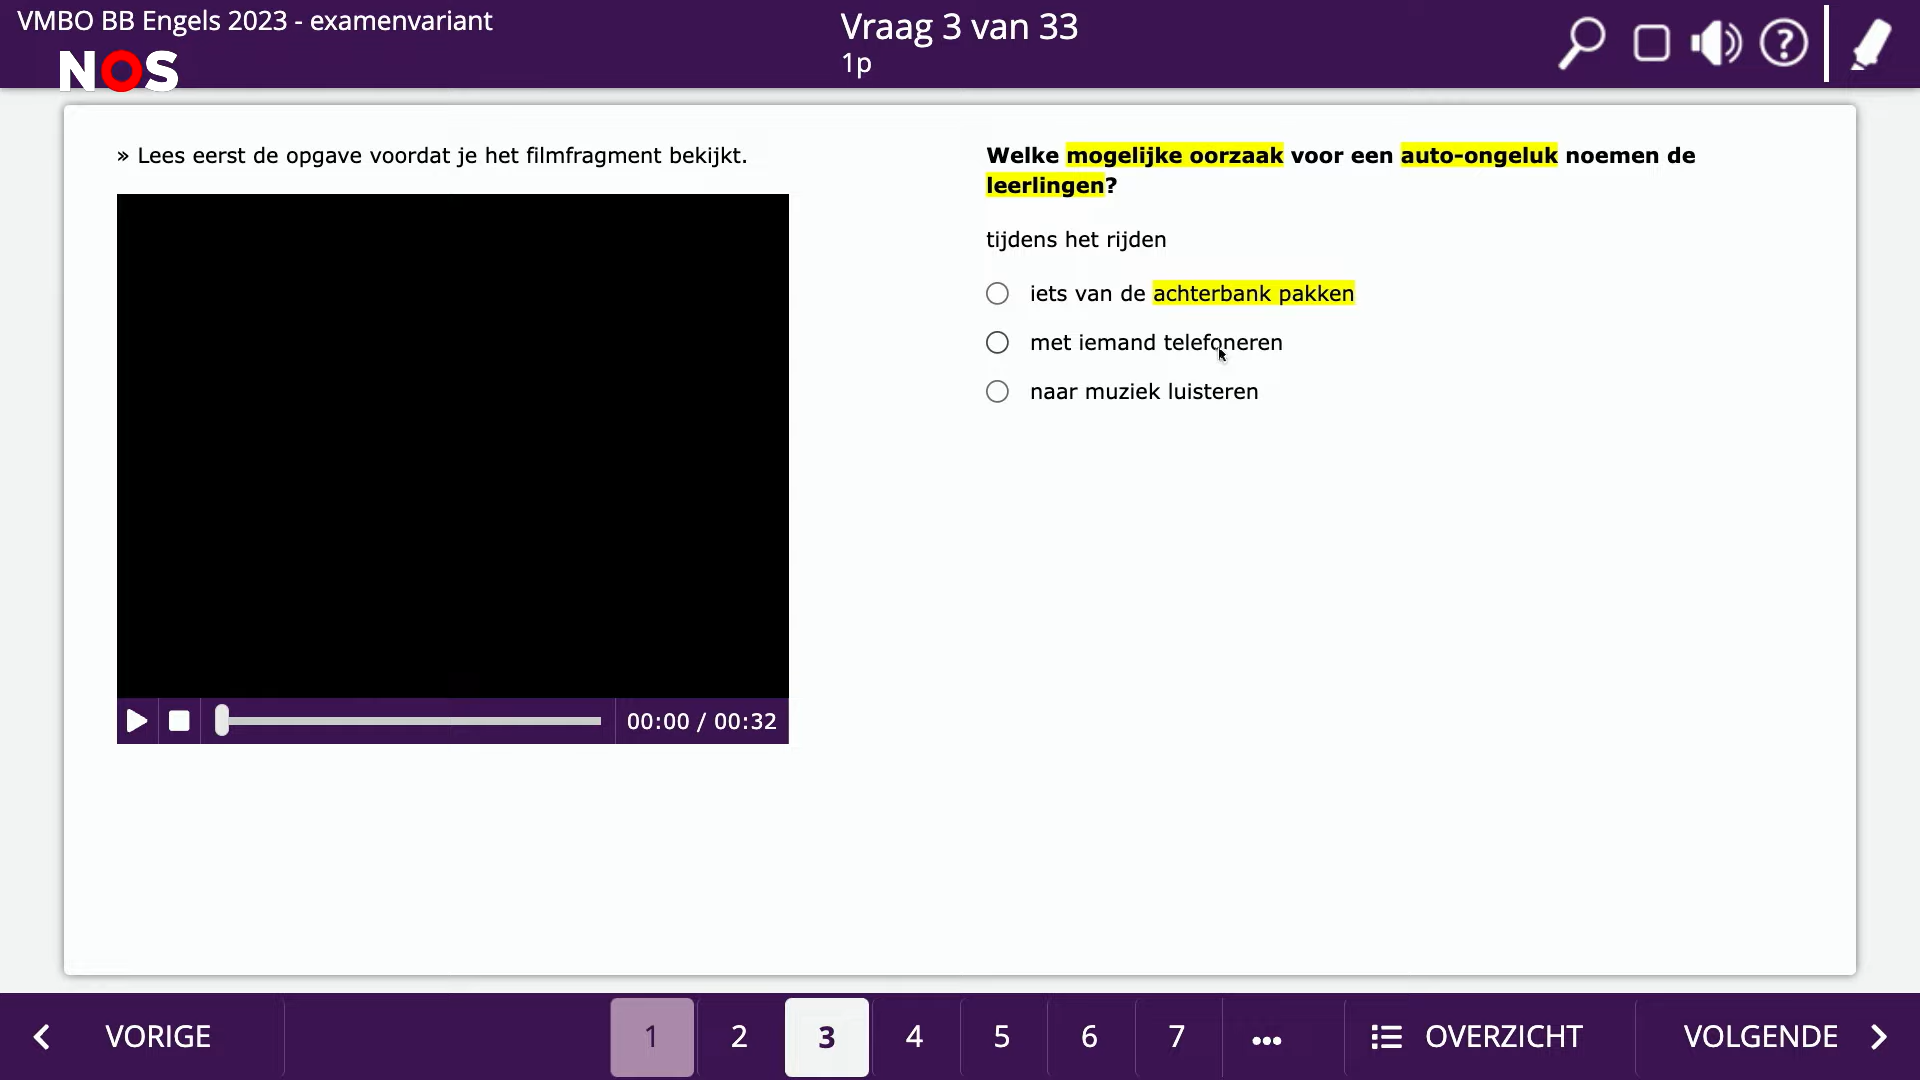 VMBO BB Engels 2023 - examenvariant
NOS
Vraag 3 van 33
1p
» Lees eerst de opgave voordat je het filmfragment bekijkt.
00:00 / 00:32
Welke mogelijke oorzaak voor een auto-ongeluk noemen de
leerlingen?
tijdens het rijden
iets van de achterbank pakken
met iemand telefoneren
naar muziek luisteren
VORIGE
1 2 3 4 5 6 7 ...
OVERZICHT
VOLGENDE